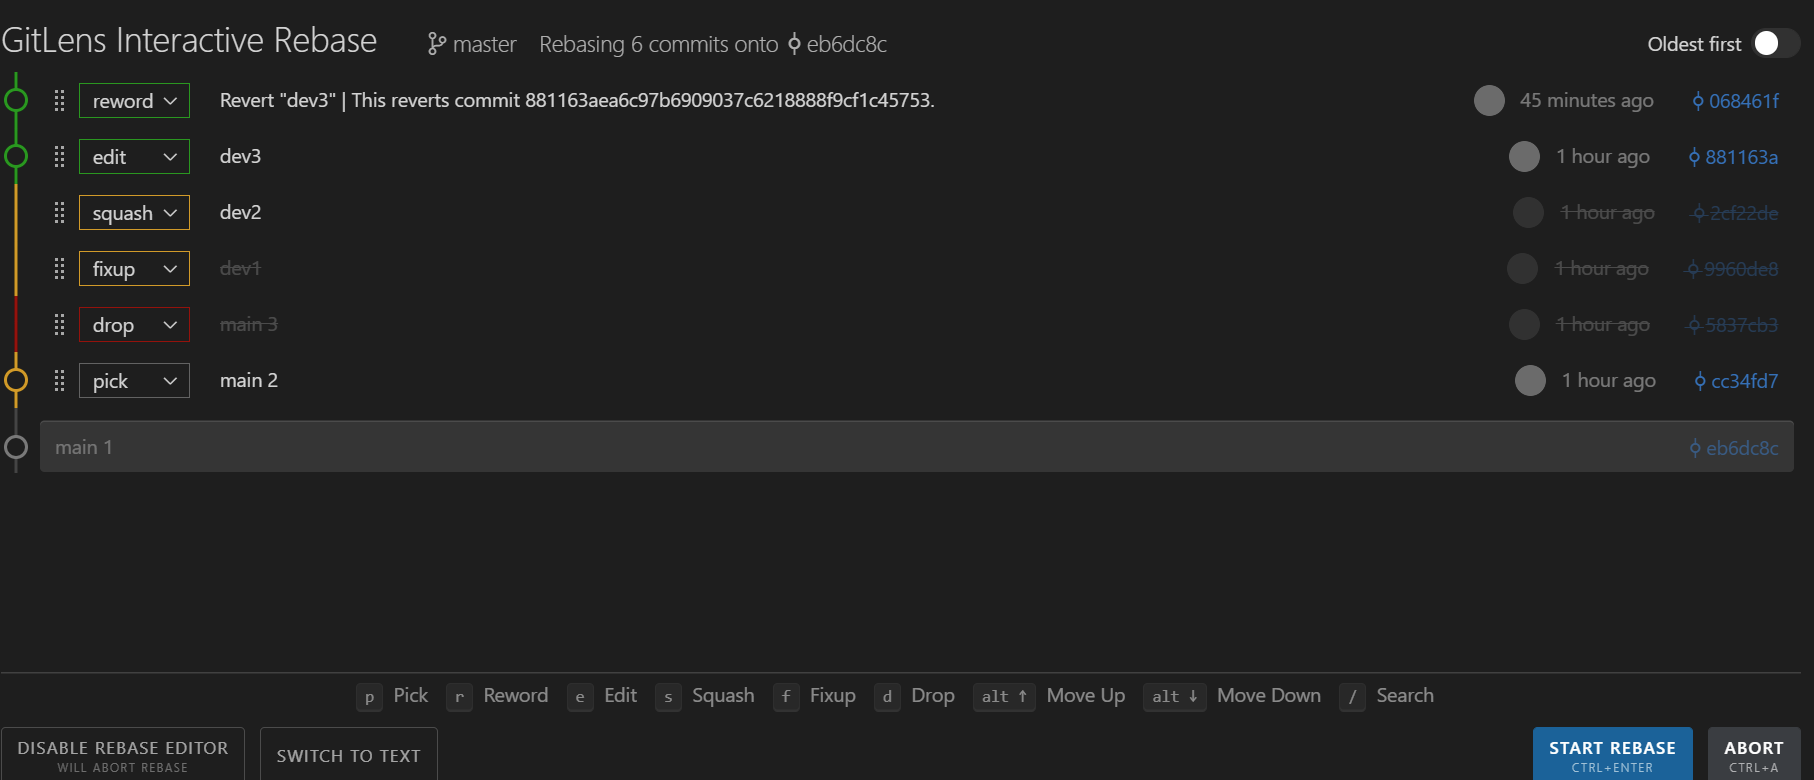 GitLens Interactive Rebase master Rebasing 6 commits onto eb6dc8c Oldest first
reword Revert "dev3" | This reverts commit 881163aea6c97b6909037c6218888f9cf1c45753. 45 minutes ago 068461f
edit dev3 1 hour ago 881163a
squash dev2 1 hour ago 2cf22de
fixup dev1 1 hour ago 9960de8
drop main 3 1 hour ago 5837cb3
pick main 2 1 hour ago cc34fd7
main 1 eb6dc8c
p Pick r Reword e Edit s Squash f Fixup d Drop alt ↑ Move Up alt ↓ Move Down / Search
DISABLE REBASE EDITOR SWITCH TO TEXT START REBASE ABORT
WILL ABORT REBASE CTRL+ENTER CTRL+A